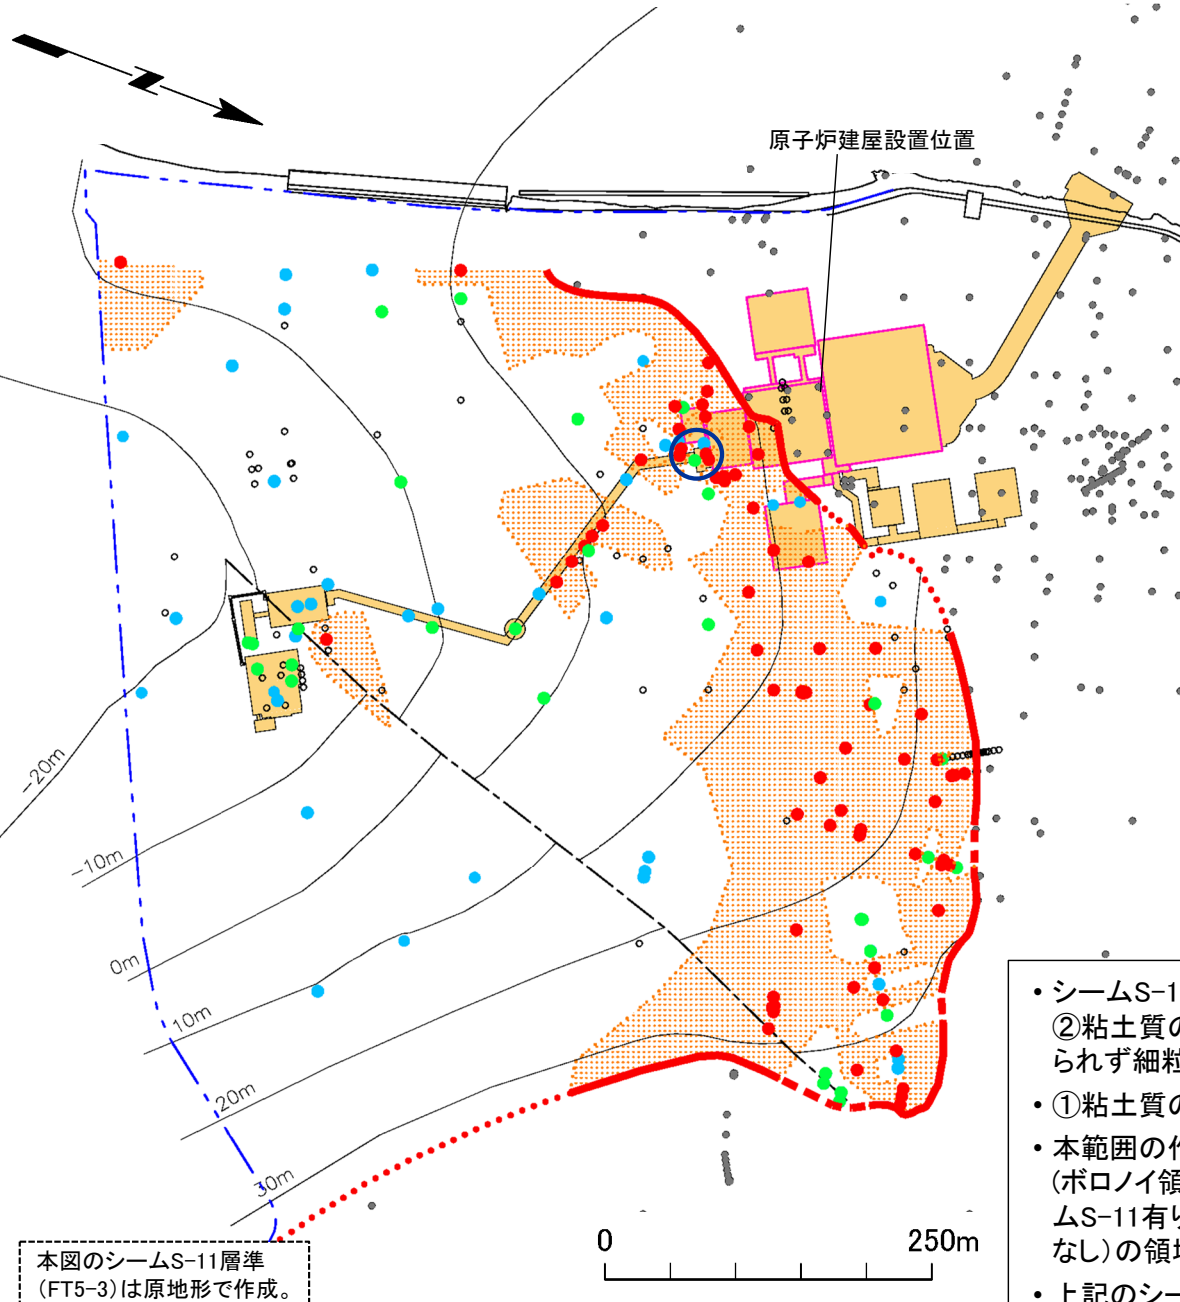 原子炉建屋設置位置
-20m
-10m
0m
10m
20m
30m
0
250m
本図のシームS-11層準
(FT5-3)は原地形で作成。
・シームS-1
②粘土質の
られず細粒
・①粘土質の
・本範囲の作
(ボロノイ領
ムS-11有り
なし)の領域
・上記のシー